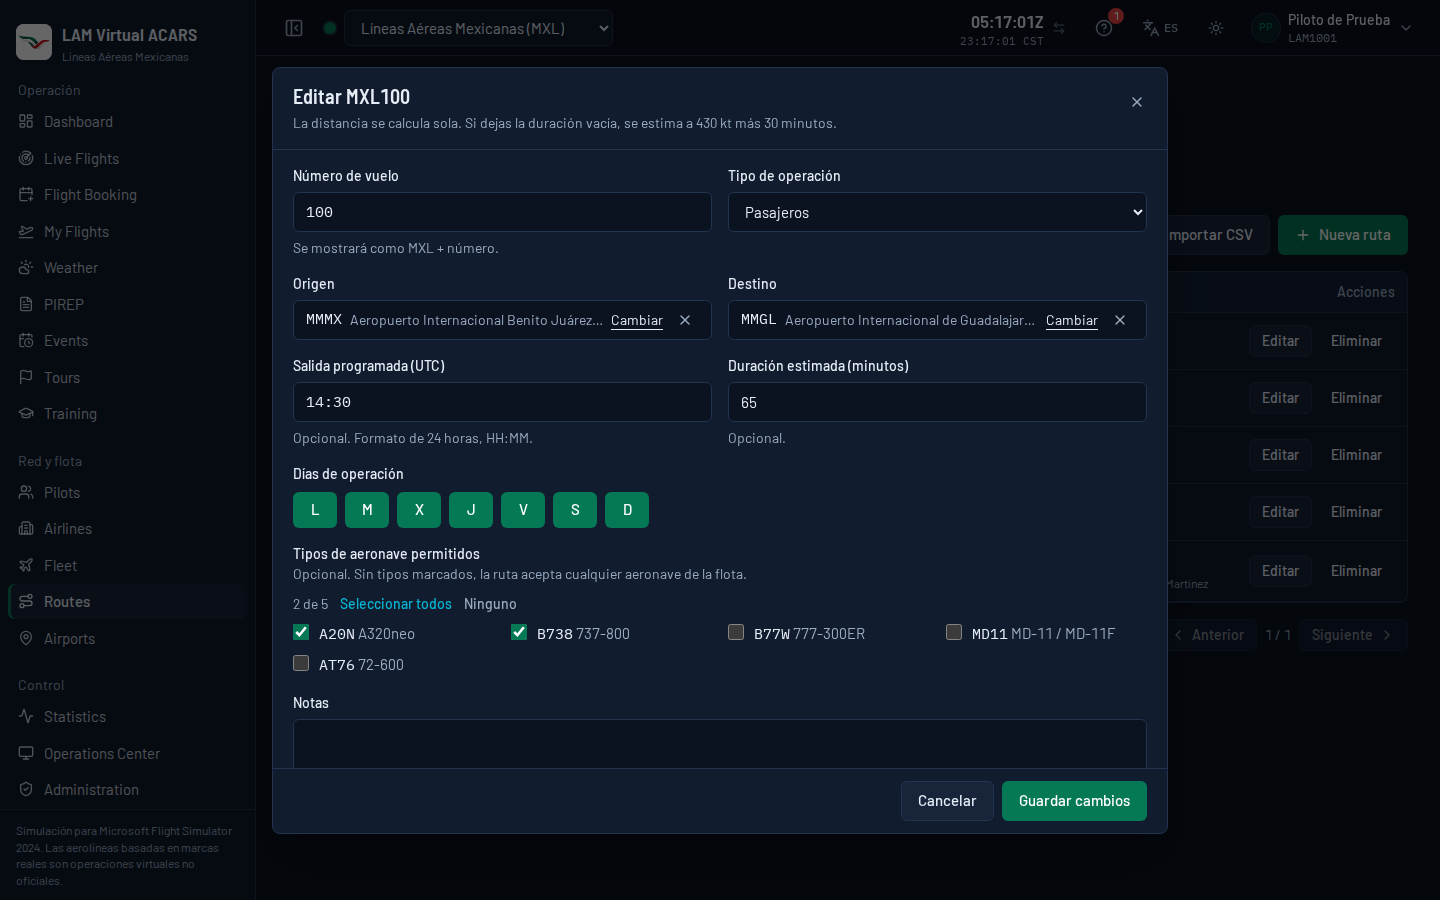 LAM Virtual ACARS
Líneas Aéreas Mexicanas
Operación
Dashboard
Live Flights
Flight Booking
My Flights
Weather
PIREP
Events
Tours
Training
Red y flota
Pilots
Airlines
Fleet
Routes
Airports
Control
Statistics
Operations Center
Administration
Simulación para Microsoft Flight Simulator
2024. Las aerolíneas basadas en marcas
reales son operaciones virtuales no
oficiales.
Líneas Aéreas Mexicanas (MXL)
05:17:01Z
23:17:01 CST
1
ES
PP
Piloto de Prueba
LAM1001
Editar MXL100
La distancia se calcula sola. Si dejas la duración vacía, se estima a 430 kt más 30 minutos.
Número de vuelo
100
Se mostrará como MXL + número.
Tipo de operación
Pasajeros
Origen
MMMX Aeropuerto Internacional Benito Juárez... Cambiar
Destino
MMGL Aeropuerto Internacional de Guadalajar... Cambiar
Salida programada (UTC)
14:30
Opcional. Formato de 24 horas, HH:MM.
Duración estimada (minutos)
65
Opcional.
Días de operación
L M X J V S D
Tipos de aeronave permitidos
Opcional. Sin tipos marcados, la ruta acepta cualquier aeronave de la flota.
2 de 5 Seleccionar todos Ninguno
A20N A320neo
B738 737-800
B77W 777-300ER
MD11 MD-11 / MD-11F
AT76 72-600
Notas
Cancelar
Guardar cambios
mportar CSV
Nueva ruta
Acciones
Editar Eliminar
Editar Eliminar
Editar Eliminar
Editar Eliminar
Martínez
Editar Eliminar
Anterior
1 / 1
Siguiente